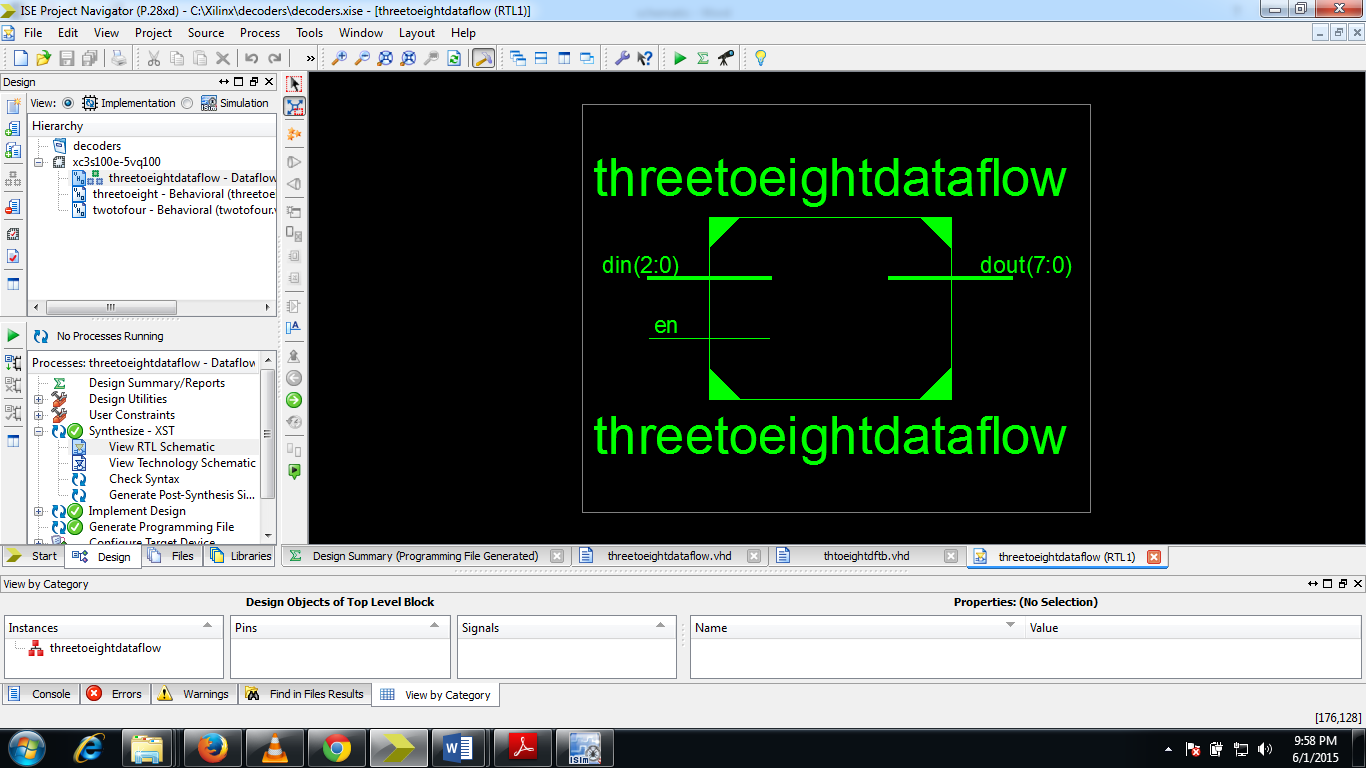 ISE Project Navigator (P.28xd) - C:\Xilinx\decoders\decoders.xise - [threetoeightdataflow (RTL1)]
File Edit View Project Source Process Tools Window Layout Help
»
Design
View: Implementation Simulation
Hierarchy
decoders
xc3s100e-5vq100
threetoeightdataflow - Dataflow
threetoeight - Behavioral (threetoe
twotofour - Behavioral (twotofour.v
No Processes Running
Processes: threetoeightdataflow - Dataflow
Design Summary/Reports
Design Utilities
User Constraints
Synthesize - XST
View RTL Schematic
View Technology Schematic
Check Syntax
Generate Post-Synthesis Si...
Implement Design
Generate Programming File
Configure Target Device
Start Design Files Libraries
threetoeightdataflow
din(2:0) dout(7:0)
en
threetoeightdataflow
Design Summary (Programming File Generated) threetoeightdataflow.vhd thtoeightdftb.vhd threetoeightdataflow (RTL1)
View by Category
Design Objects of Top Level Block Properties: (No Selection)
Instances Pins Signals Name Value
threetoeightdataflow
Console Errors Warnings Find in Files Results View by Category
[176,128]
ISim
9:58 PM
6/1/2015